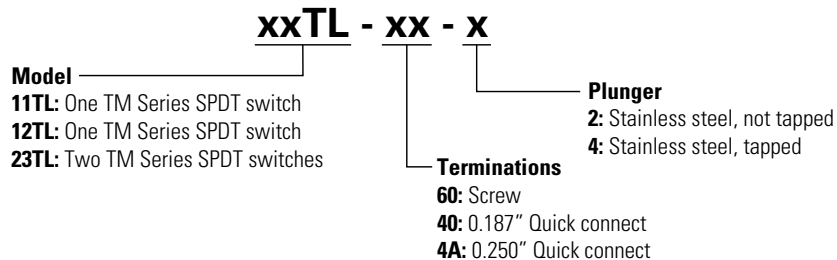 xxTL - xx - x
Model
11TL: One TM Series SPDT switch
12TL: One TM Series SPDT switch
23TL: Two TM Series SPDT switches
Plunger
2: Stainless steel, not tapped
4: Stainless steel, tapped
Terminations
60: Screw
40: 0.187” Quick connect
4A: 0.250” Quick connect